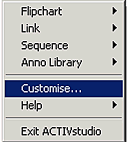 Flipchart
Link
Sequence
Anno Library
Customise...
Help
Exit ACTIVstudio